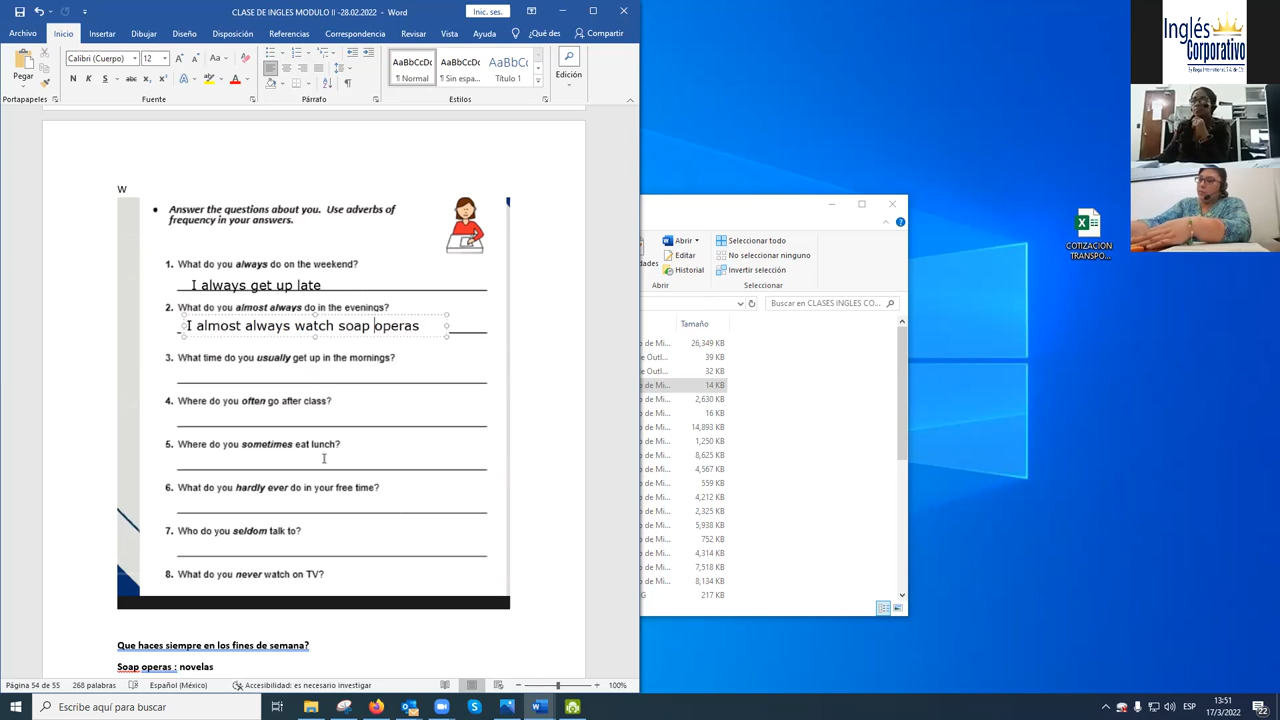 CLASE DE INGLES MODULO II -28.02.2022 - Word
Inic. ses.
Archivo Inicio Insertar Dibujar Diseño Disposición Referencias Correspondencia Revisar Vista Ayuda ¿Qué desea hacer? Compartir
Pegar
Calibri (Cuerpo) 12
N K S abc x₂ x²
Aa
AaBbCcDc AaBbCcDc AaBbCc
¶ Normal ¶ Sin espa... Título 1
Edición
Portapapeles Fuente Párrafo Estilos
W
• Answer the questions about you. Use adverbs of
frequency in your answers.
1. What do you always do on the weekend?
I always get up late
2. What do you almost always do in the evenings?
I almost always watch soap operas
3. What time do you usually get up in the mornings?
4. Where do you often go after class?
5. Where do you sometimes eat lunch?
6. What do you hardly ever do in your free time?
7. Who do you seldom talk to?
8. What do you never watch on TV?
Que haces siempre en los fines de semana?
Soap operas : novelas
Página 54 de 55 268 palabras Español (México) Accesibilidad: es necesario investigar 100%
Abrir
Editar
Historial
Abrir
Seleccionar todo
No seleccionar ninguno
Invertir selección
Seleccionar
Buscar en CLASES INGLES CO...
Tamaño
26,349 KB
39 KB
32 KB
14 KB
2,630 KB
16 KB
14,893 KB
1,250 KB
8,625 KB
4,567 KB
559 KB
4,212 KB
2,325 KB
5,938 KB
752 KB
4,314 KB
7,518 KB
8,134 KB
217 KB
COTIZACION
TRANSPO...
Inglés
Corporativo
Escribe aquí para buscar
ESP
13:51
17/3/2022
22